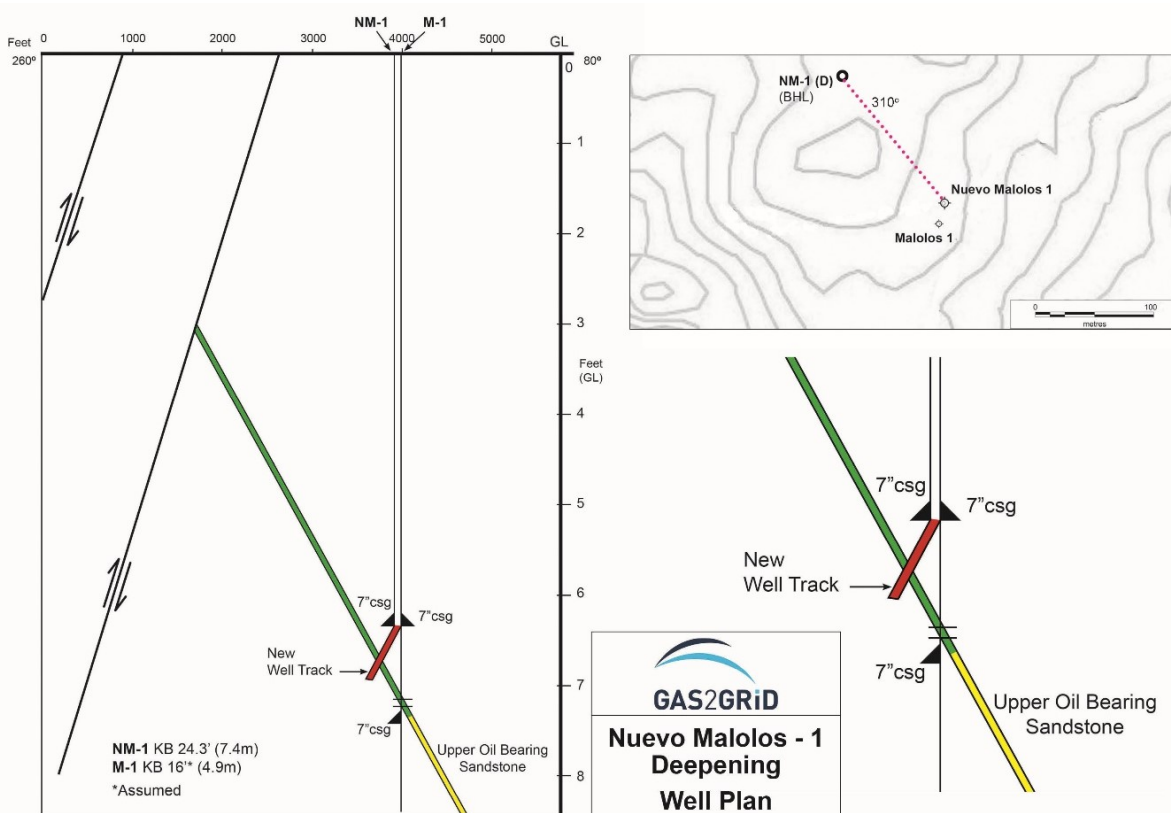 NM-1 M-1
Feet 0 1000 2000 3000 4000 5000 GL
260º 0 80º
1
2
3
Feet
(GL)
4
5
6
7
8
7"csg 7"csg
New
Well Track
7"csg
Upper Oil Bearing
Sandstone
NM-1 KB 24.3' (7.4m)
M-1 KB 16'* (4.9m)
*Assumed
NM-1 (D)
(BHL)
310º
Nuevo Malolos 1
Malolos 1
0 100
metres
7"csg
7"csg
New
Well Track
7"csg
Upper Oil Bearing
Sandstone
GAS2GRiD
Nuevo Malolos - 1
Deepening
Well Plan